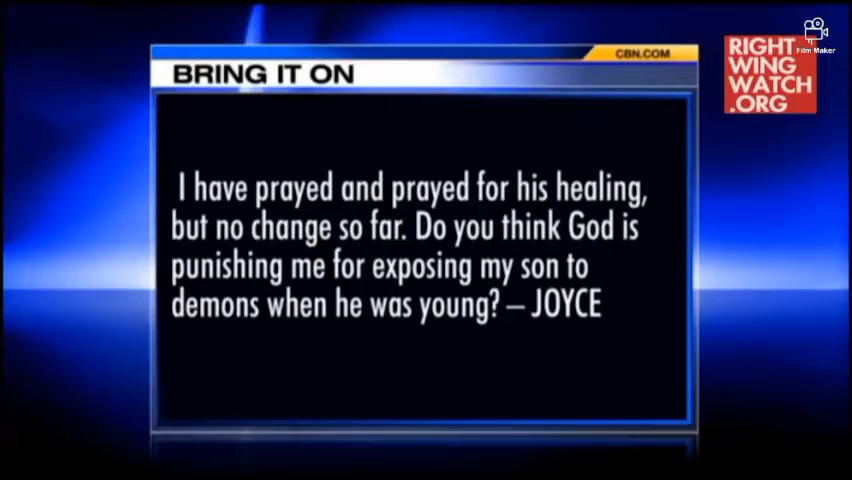 CBN.COM
BRING IT ON
RIGHT
WING
WATCH
.ORG
Film Maker
I have prayed and prayed for his healing,
but no change so far. Do you think God is
punishing me for exposing my son to
demons when he was young? – JOYCE